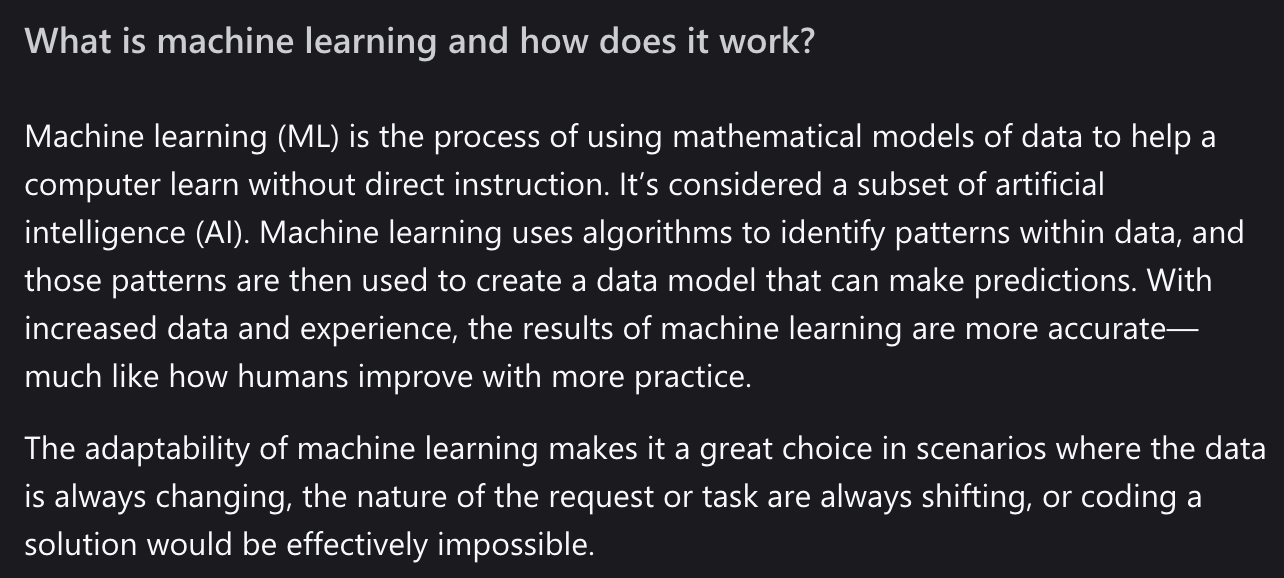 What is machine learning and how does it work?
Machine learning (ML) is the process of using mathematical models of data to help a
computer learn without direct instruction. It’s considered a subset of artificial
intelligence (AI). Machine learning uses algorithms to identify patterns within data, and
those patterns are then used to create a data model that can make predictions. With
increased data and experience, the results of machine learning are more accurate—
much like how humans improve with more practice.
The adaptability of machine learning makes it a great choice in scenarios where the data
is always changing, the nature of the request or task are always shifting, or coding a
solution would be effectively impossible.